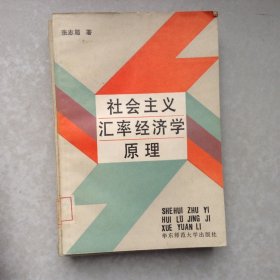 张志超 著
社会主义
汇率经济学
原理
SHEHUI ZHU YI
HUI LÜ JING JI
XUE YUAN LI
华东师范大学出版社